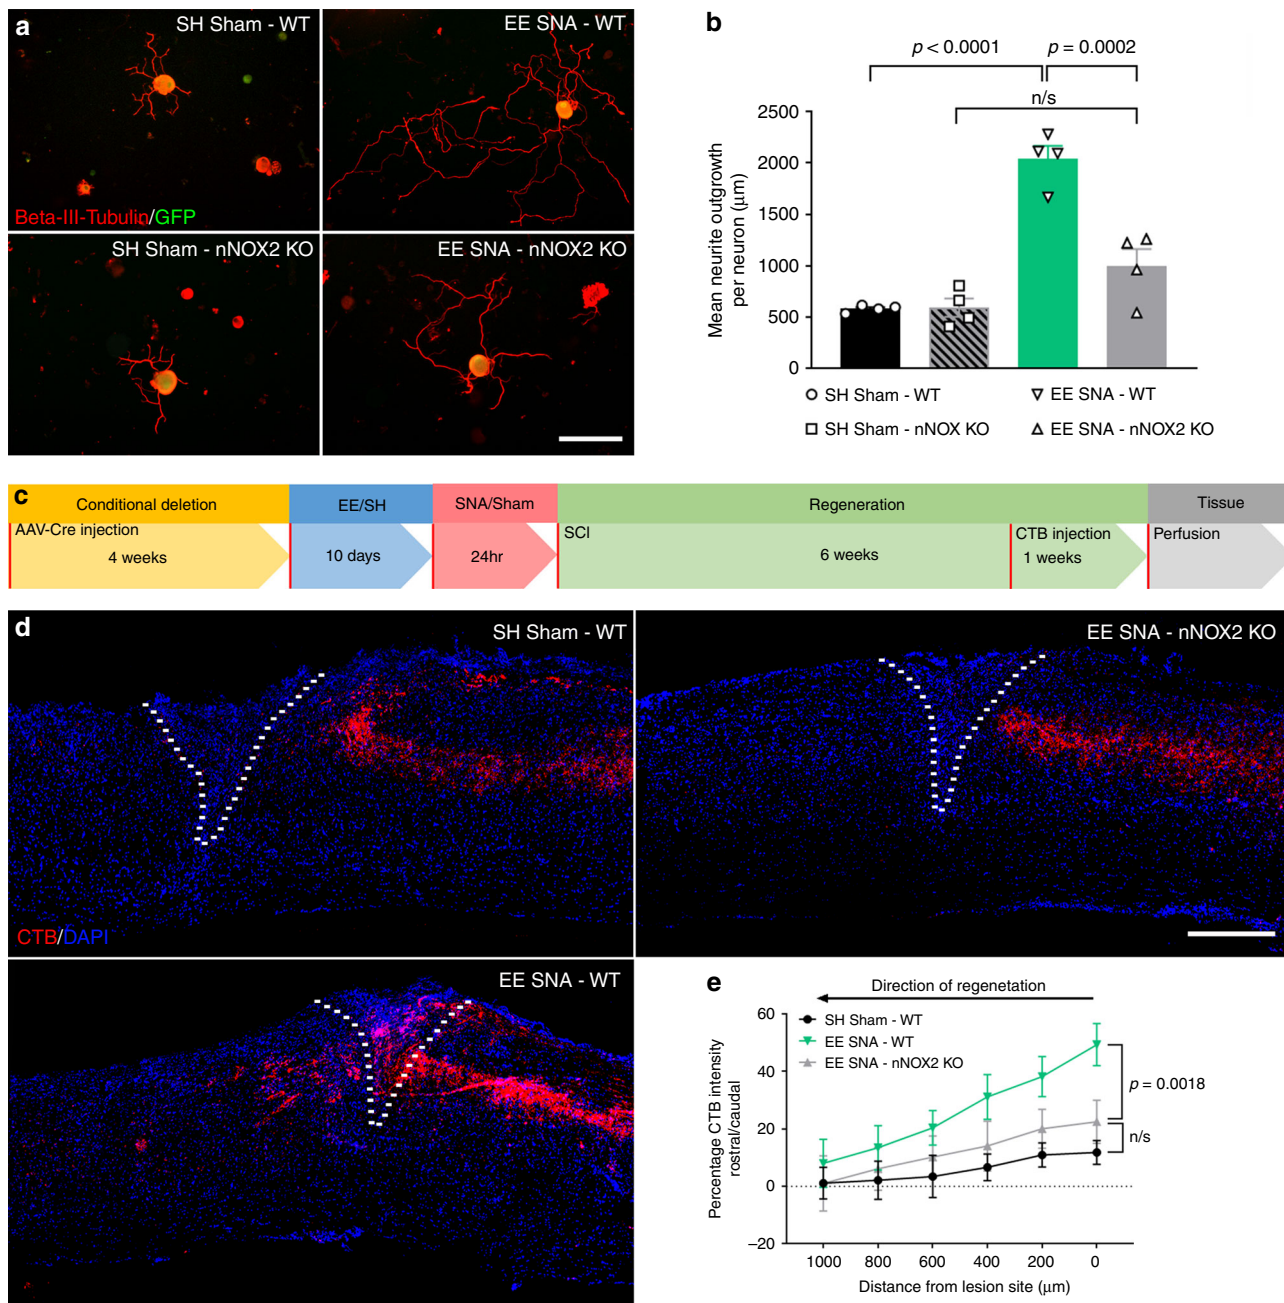 a
SH Sham - WT
EE SNA - WT
Beta-III-Tubulin/GFP
SH Sham - nNOX2 KO
EE SNA - nNOX2 KO
b
p < 0.0001
p = 0.0002
n/s
Mean neurite outgrowth
per neuron (μm)
2500
2000
1500
1000
500
0
SH Sham - WT
EE SNA - WT
SH Sham - nNOX KO
EE SNA - nNOX2 KO
c
Conditional deletion
EE/SH
SNA/Sham
Regeneration
Tissue
AAV-Cre injection
4 weeks
10 days
24hr
SCI
6 weeks
CTB injection
1 weeks
Perfusion
d
SH Sham - WT
EE SNA - nNOX2 KO
CTB/DAPI
EE SNA - WT
e
Direction of regenetation
SH Sham - WT
EE SNA - WT
EE SNA - nNOX2 KO
Percentage CTB intensity
rostral/caudal
60
40
20
0
–20
p = 0.0018
n/s
1000 800 600 400 200 0
Distance from lesion site (μm)